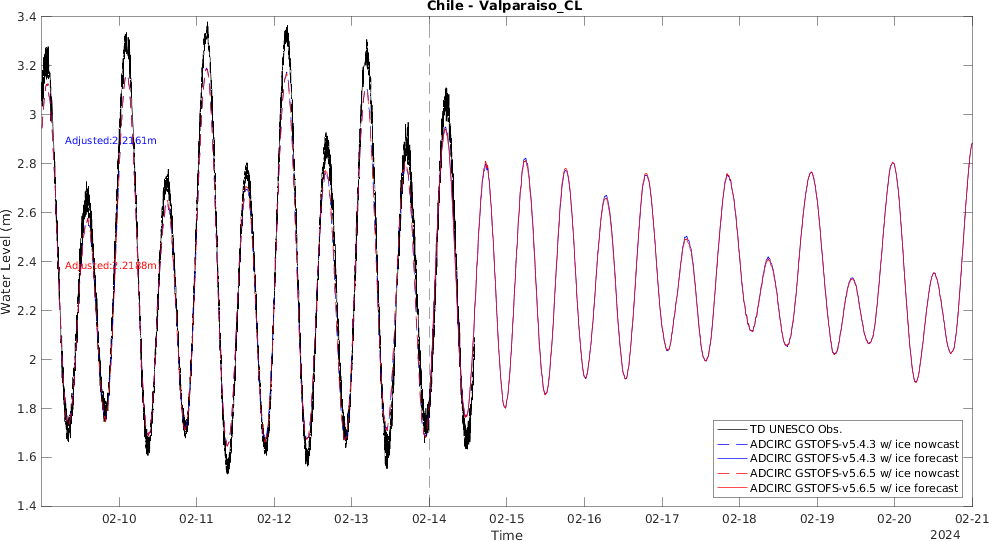 Chile - Valparaiso_CL
3.4
3.2
3
2.8
2.6
2.4
2.2
2
1.8
1.6
1.4
Water Level (m)
Adjusted:2.2161m
Adjusted:2.2188m
TD UNESCO Obs.
ADCIRC GSTOFS-v5.4.3 w/ ice nowcast
ADCIRC GSTOFS-v5.4.3 w/ ice forecast
ADCIRC GSTOFS-v5.6.5 w/ ice nowcast
ADCIRC GSTOFS-v5.6.5 w/ ice forecast
02-10 02-11 02-12 02-13 02-14 02-15 02-16 02-17 02-18 02-19 02-20 02-21
Time
2024